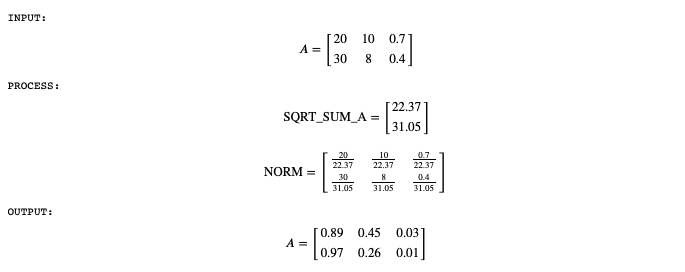 INPUT:
A = [20 10 0.7
30 8 0.4]
PROCESS:
SQRT_SUM_A = [22.37
31.05]
NORM = [20/22.37 10/22.37 0.7/22.37
30/31.05 8/31.05 0.4/31.05]
OUTPUT:
A = [0.89 0.45 0.03
0.97 0.26 0.01]